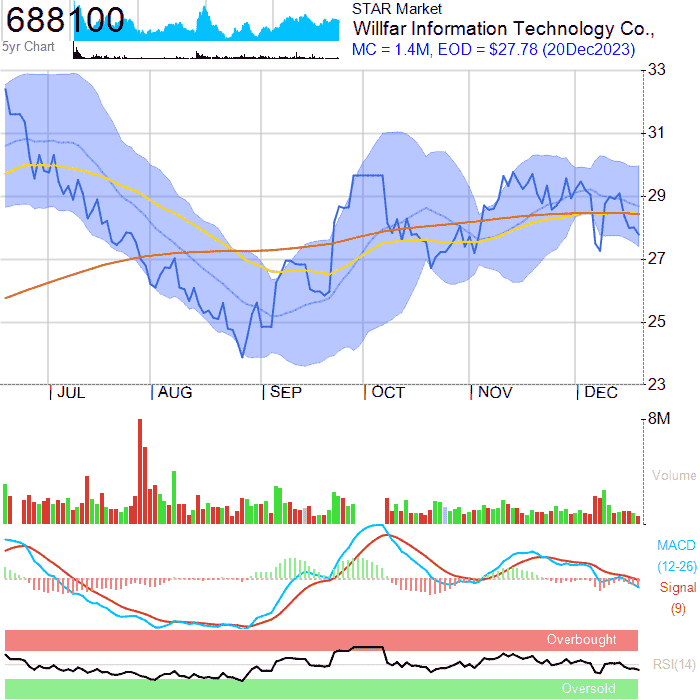 688100
5yr Chart
STAR Market
Willfar Information Technology Co.,
MC = 1.4M, EOD = $27.78 (20Dec2023)
33
31
29
27
25
23
JUL AUG SEP OCT NOV DEC
8M
Volume
MACD
(12-26)
Signal
(9)
Overbought
RSI(14)
Oversold